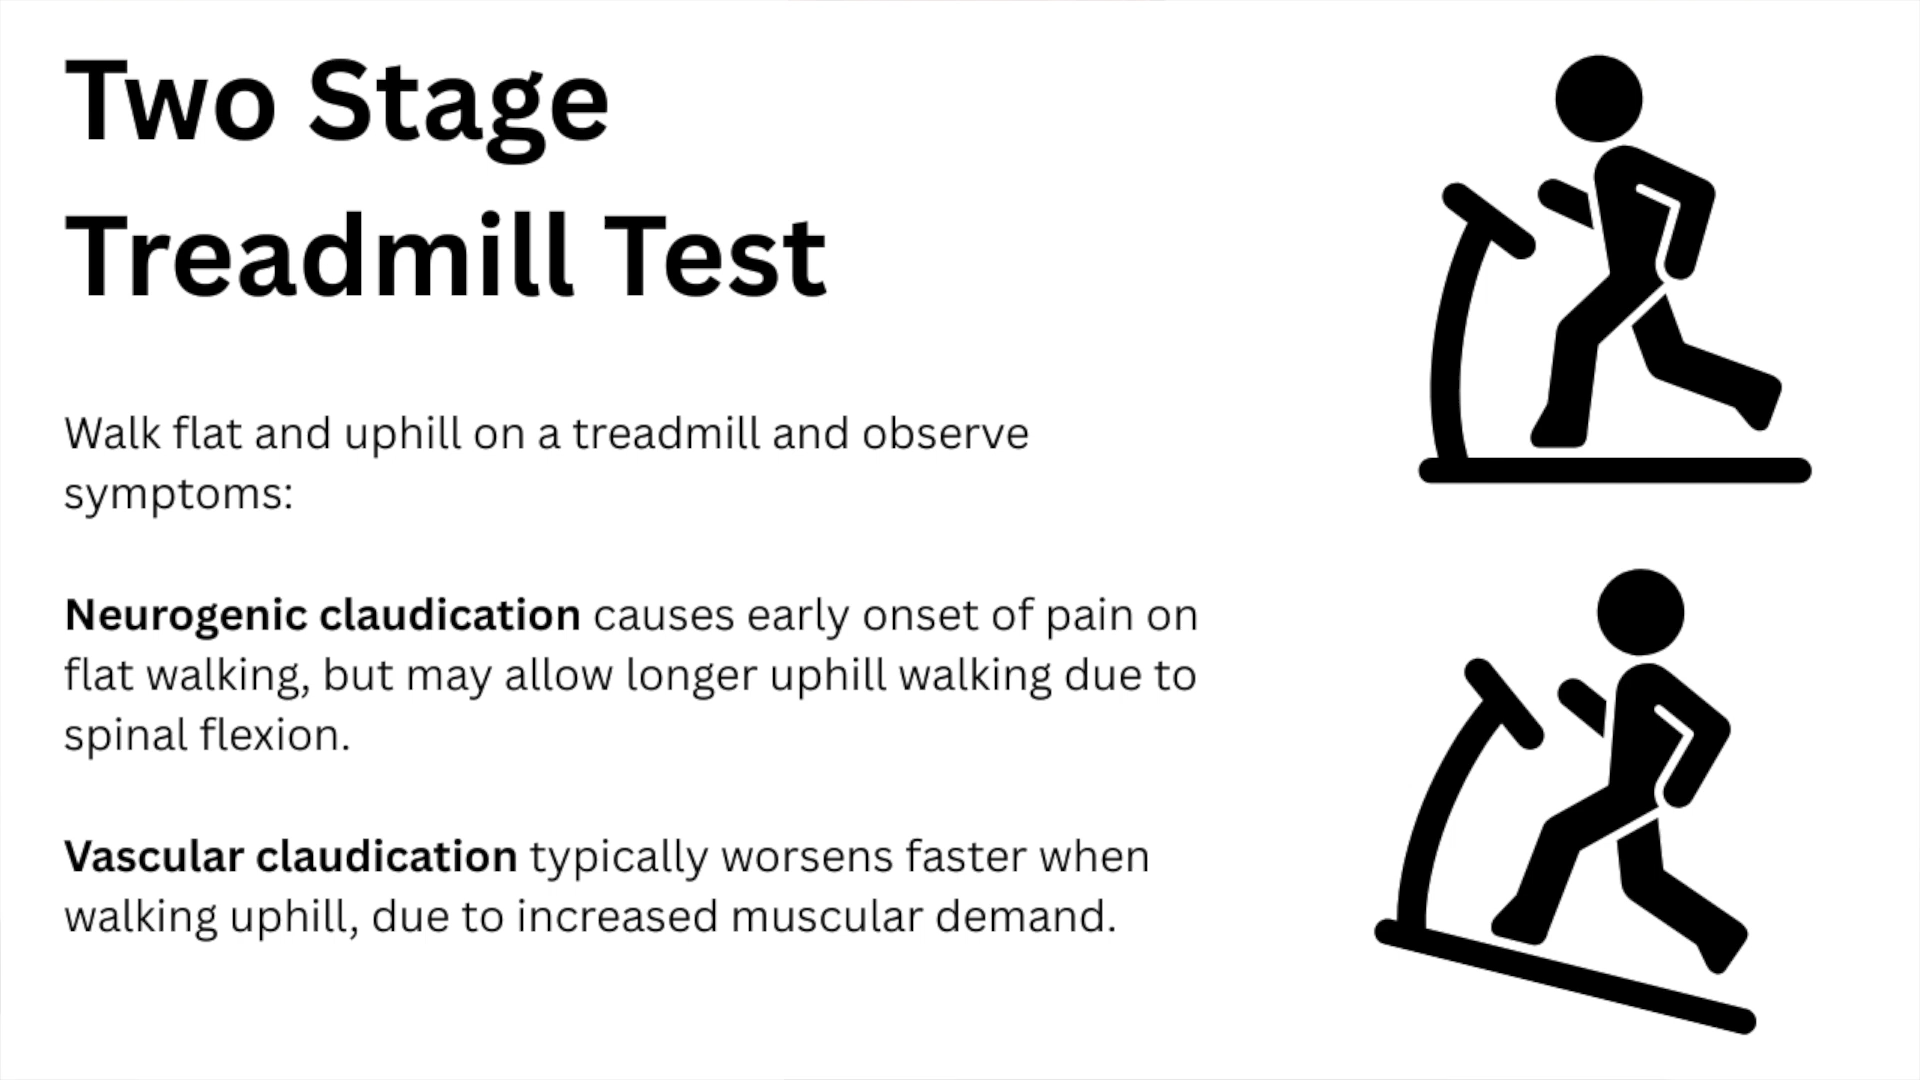 Two Stage
Treadmill Test
Walk flat and uphill on a treadmill and observe
symptoms:
Neurogenic claudication causes early onset of pain on
flat walking, but may allow longer uphill walking due to
spinal flexion.
Vascular claudication typically worsens faster when
walking uphill, due to increased muscular demand.